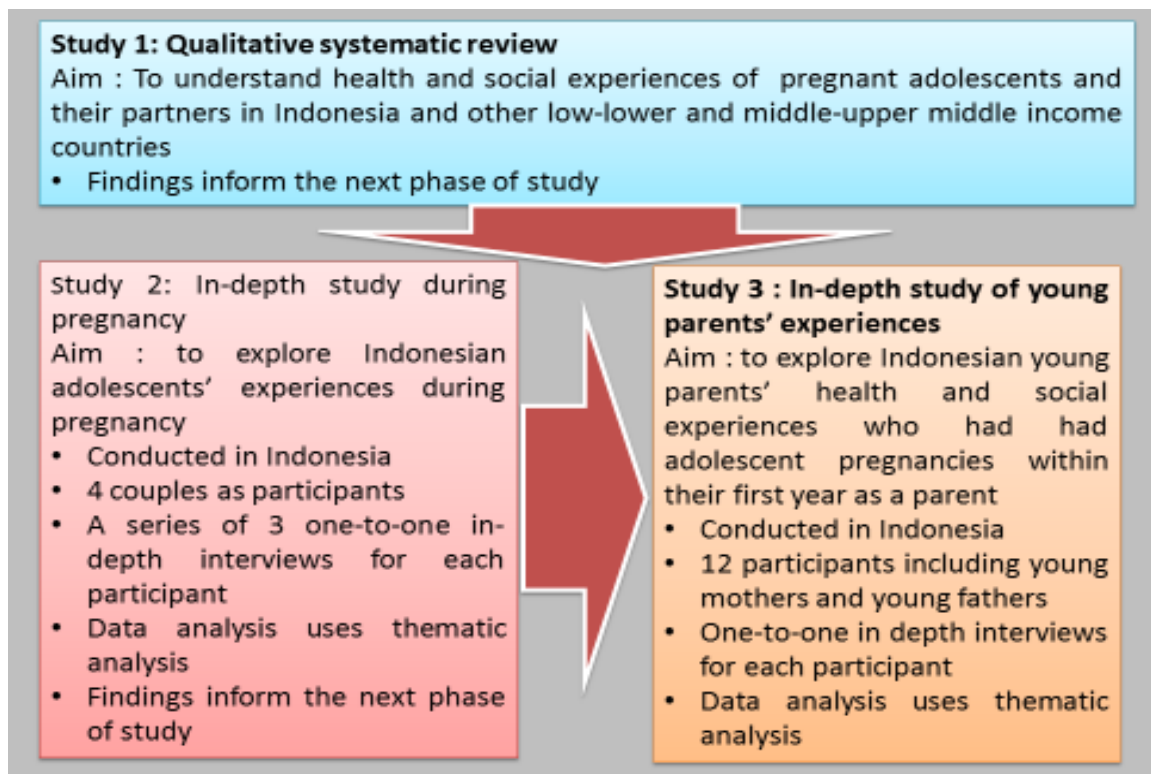 Study 1: Qualitative systematic review
Aim : To understand health and social experiences of pregnant adolescents and
their partners in Indonesia and other low-lower and middle-upper middle income
countries
• Findings inform the next phase of study
Study 2: In-depth study during
pregnancy
Aim : to explore Indonesian
adolescents’ experiences during
pregnancy
• Conducted in Indonesia
• 4 couples as participants
• A series of 3 one-to-one in-
depth interviews for each
participant
• Data analysis uses thematic
analysis
• Findings inform the next phase
of study
Study 3 : In-depth study of young
parents’ experiences
Aim : to explore Indonesian young
parents’ health and social
experiences who had had
adolescent pregnancies within
their first year as a parent
• Conducted in Indonesia
• 12 participants including young
mothers and young fathers
• One-to-one in depth interviews
for each participant
• Data analysis uses thematic
analysis